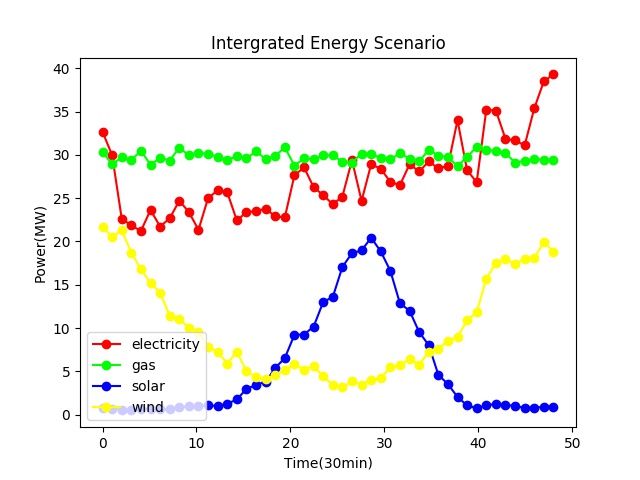 Intergrated Energy Scenario
Power(MW)
40
35
30
25
20
15
10
5
0
electricity
gas
solar
wind
0 10 20 30 40 50
Time(30min)